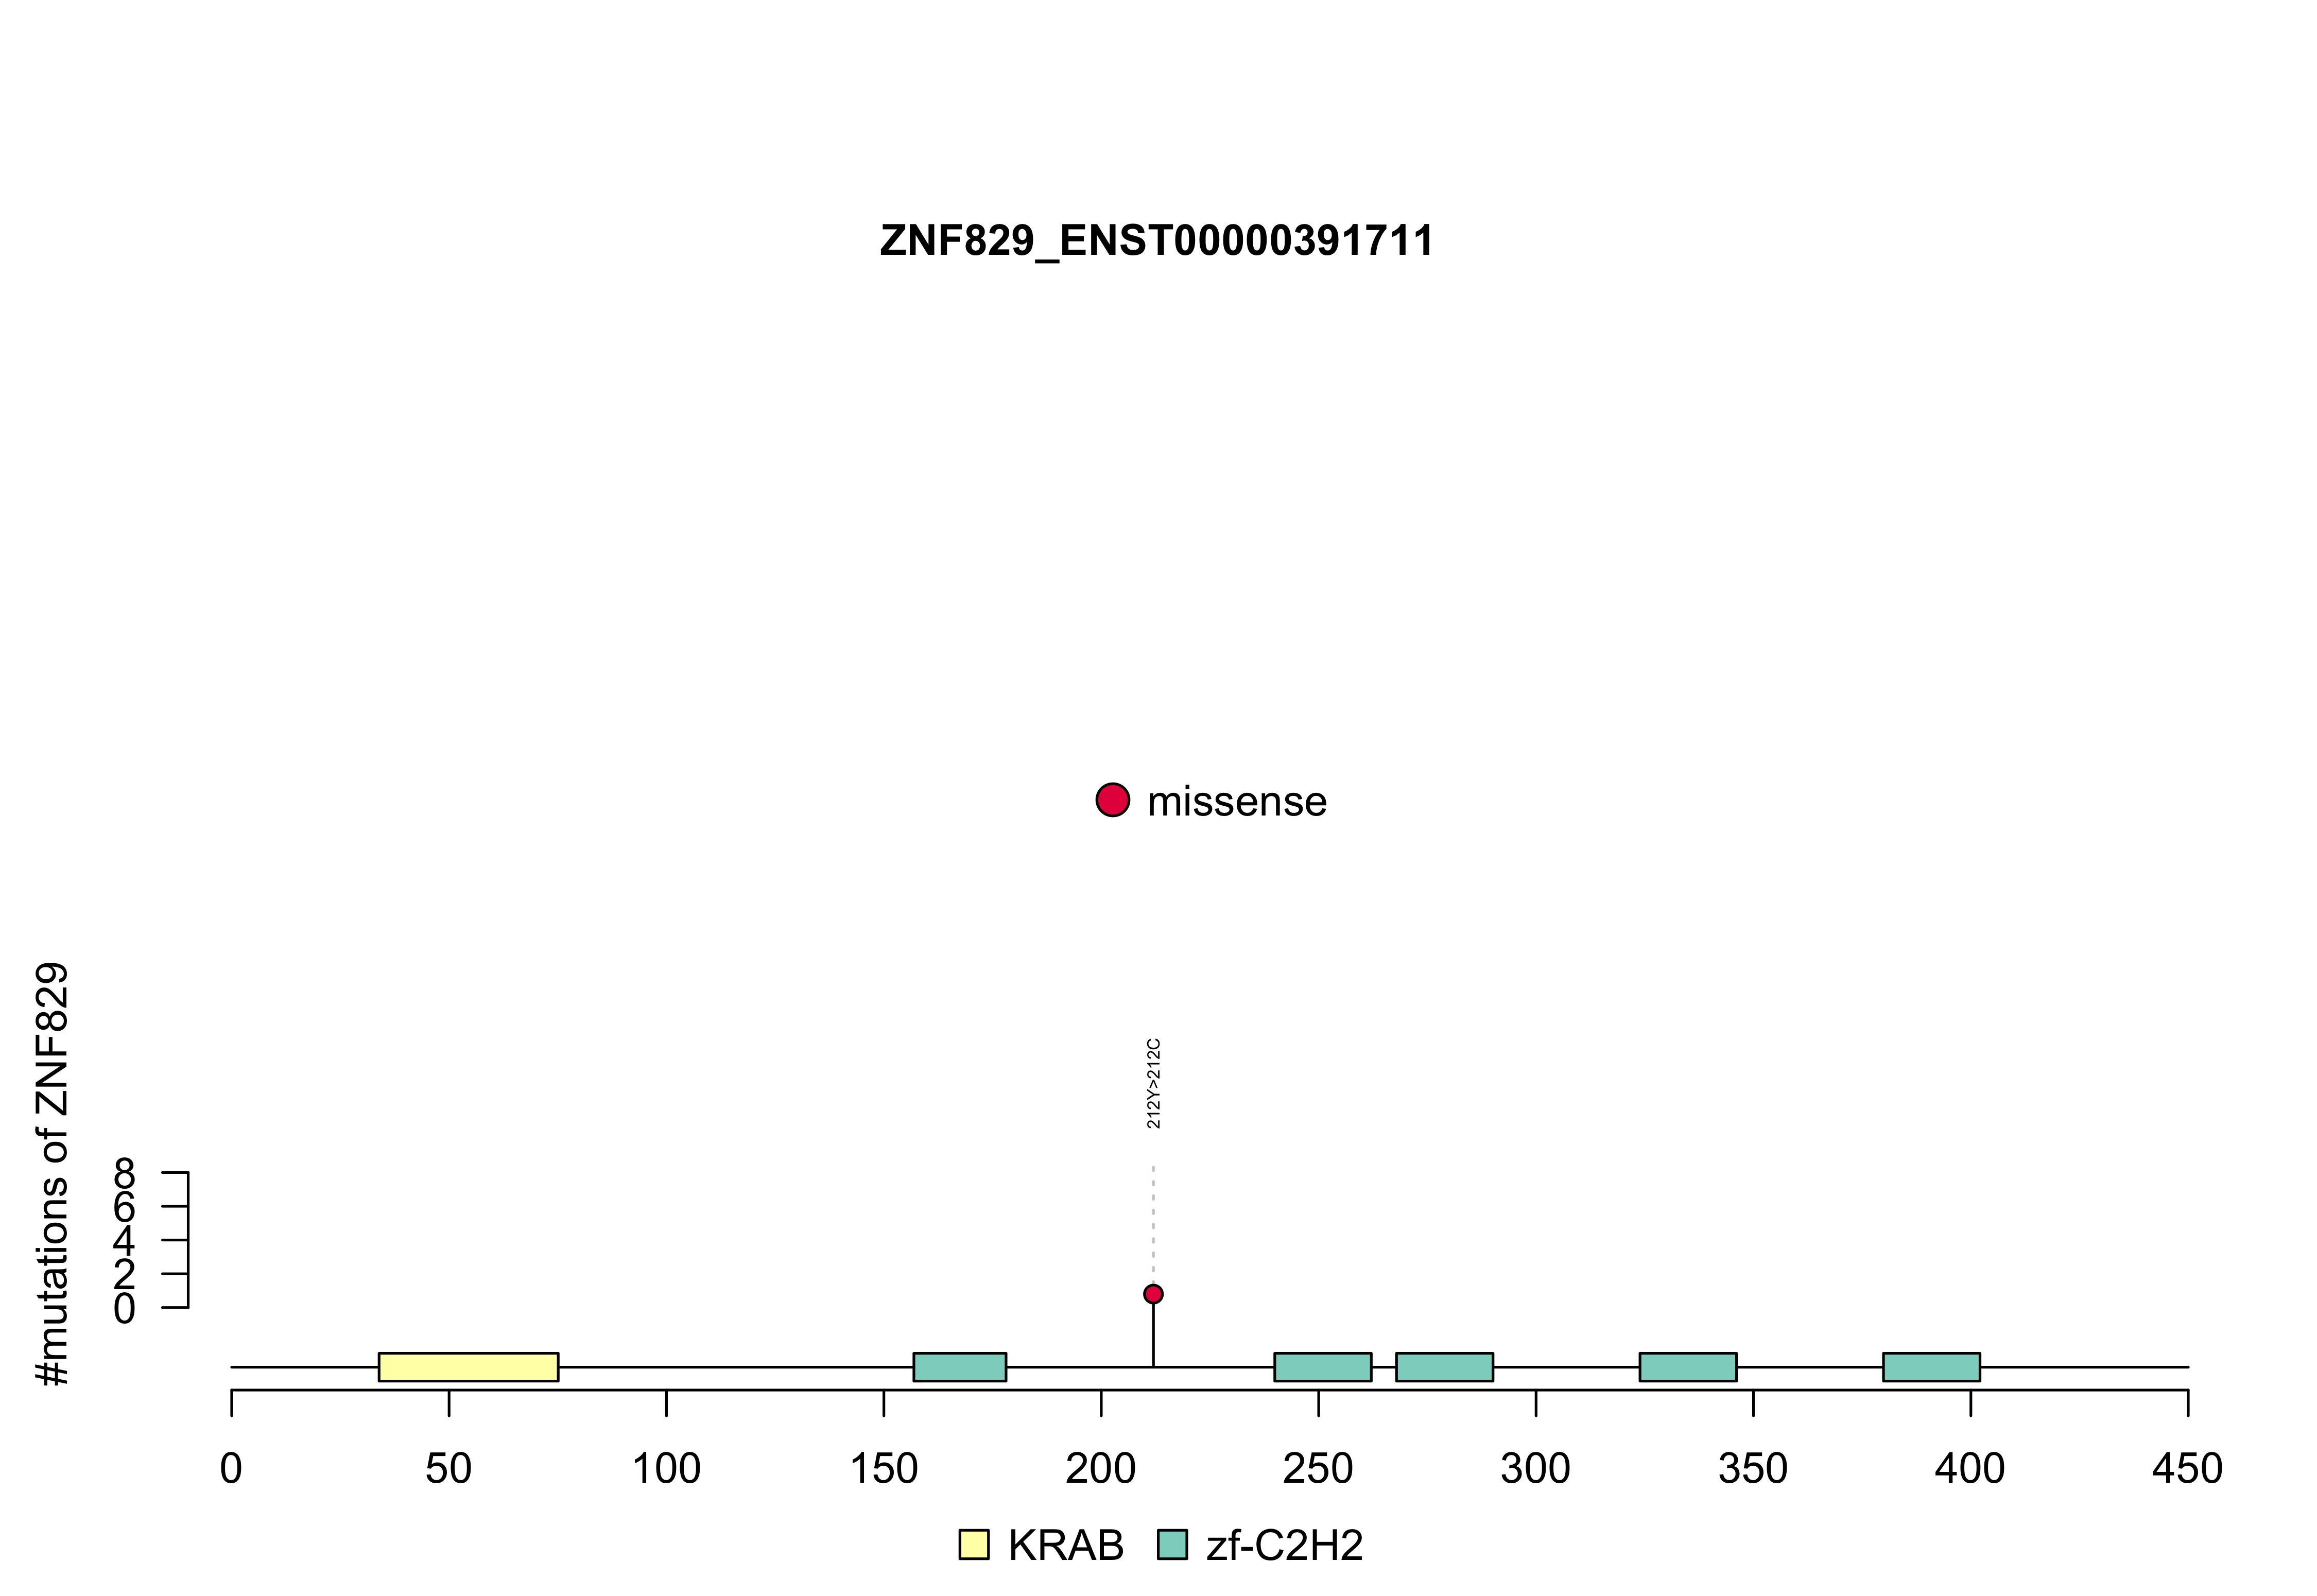 ZNF829_ENST00000391711
missense
#mutations of ZNF829
212Y>212C
8
6
4
2
0
0 50 100 150 200 250 300 350 400 450
KRAB zf-C2H2